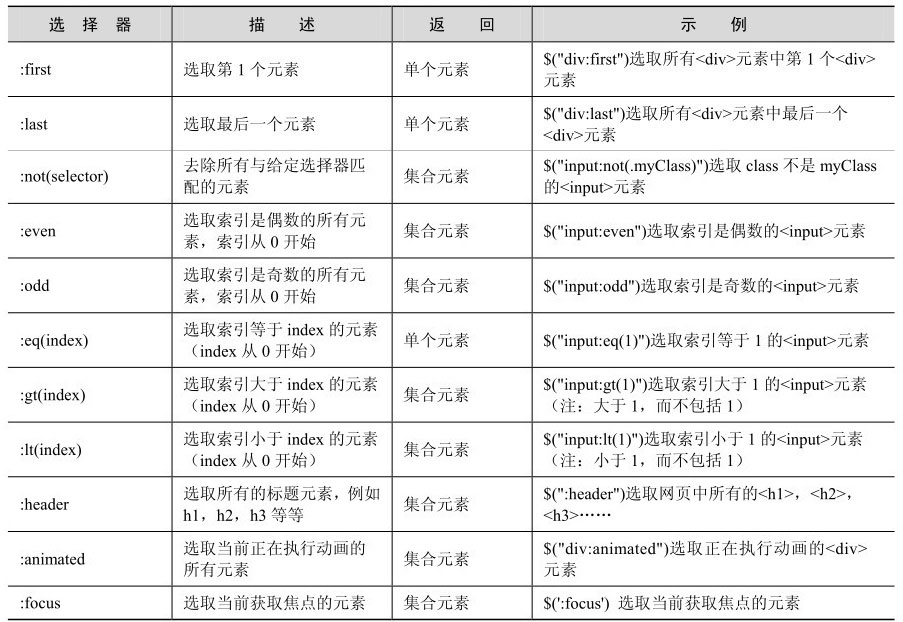 选 择 器 描 述 返 回 示 例
:first 选取第 1 个元素 单个元素 $("div:first")选取所有<div>元素中第 1 个<div>
元素
:last 选取最后一个元素 单个元素 $("div:last")选取所有<div>元素中最后一个
<div>元素
:not(selector) 去除所有与给定选择器匹
配的元素 集合元素 $("input:not(.myClass)")选取 class 不是 myClass
的<input>元素
:even 选取索引是偶数的所有元
素，索引从 0 开始 集合元素 $("input:even")选取索引是偶数的<input>元素
:odd 选取索引是奇数的所有元
素，索引从 0 开始 集合元素 $("input:odd")选取索引是奇数的<input>元素
:eq(index) 选取索引等于 index 的元素
（index 从 0 开始） 单个元素 $("input:eq(1)")选取索引等于 1 的<input>元素
:gt(index) 选取索引大于 index 的元素
（index 从 0 开始） 集合元素 $("input:gt(1)")选取索引大于 1 的<input>元素
（注：大于 1，而不包括 1）
:lt(index) 选取索引小于 index 的元素
（index 从 0 开始） 集合元素 $("input:lt(1)")选取索引小于 1 的<input>元素
（注：小于 1，而不包括 1）
:header 选取所有的标题元素，例如
h1，h2，h3 等等 集合元素 $(":header")选取网页中所有的<h1>，<h2>，
<h3>……
:animated 选取当前正在执行动画的
所有元素 集合元素 $("div:animated")选取正在执行动画的<div>
元素
:focus 选取当前获取焦点的元素 集合元素 $(':focus') 选取当前获取焦点的元素